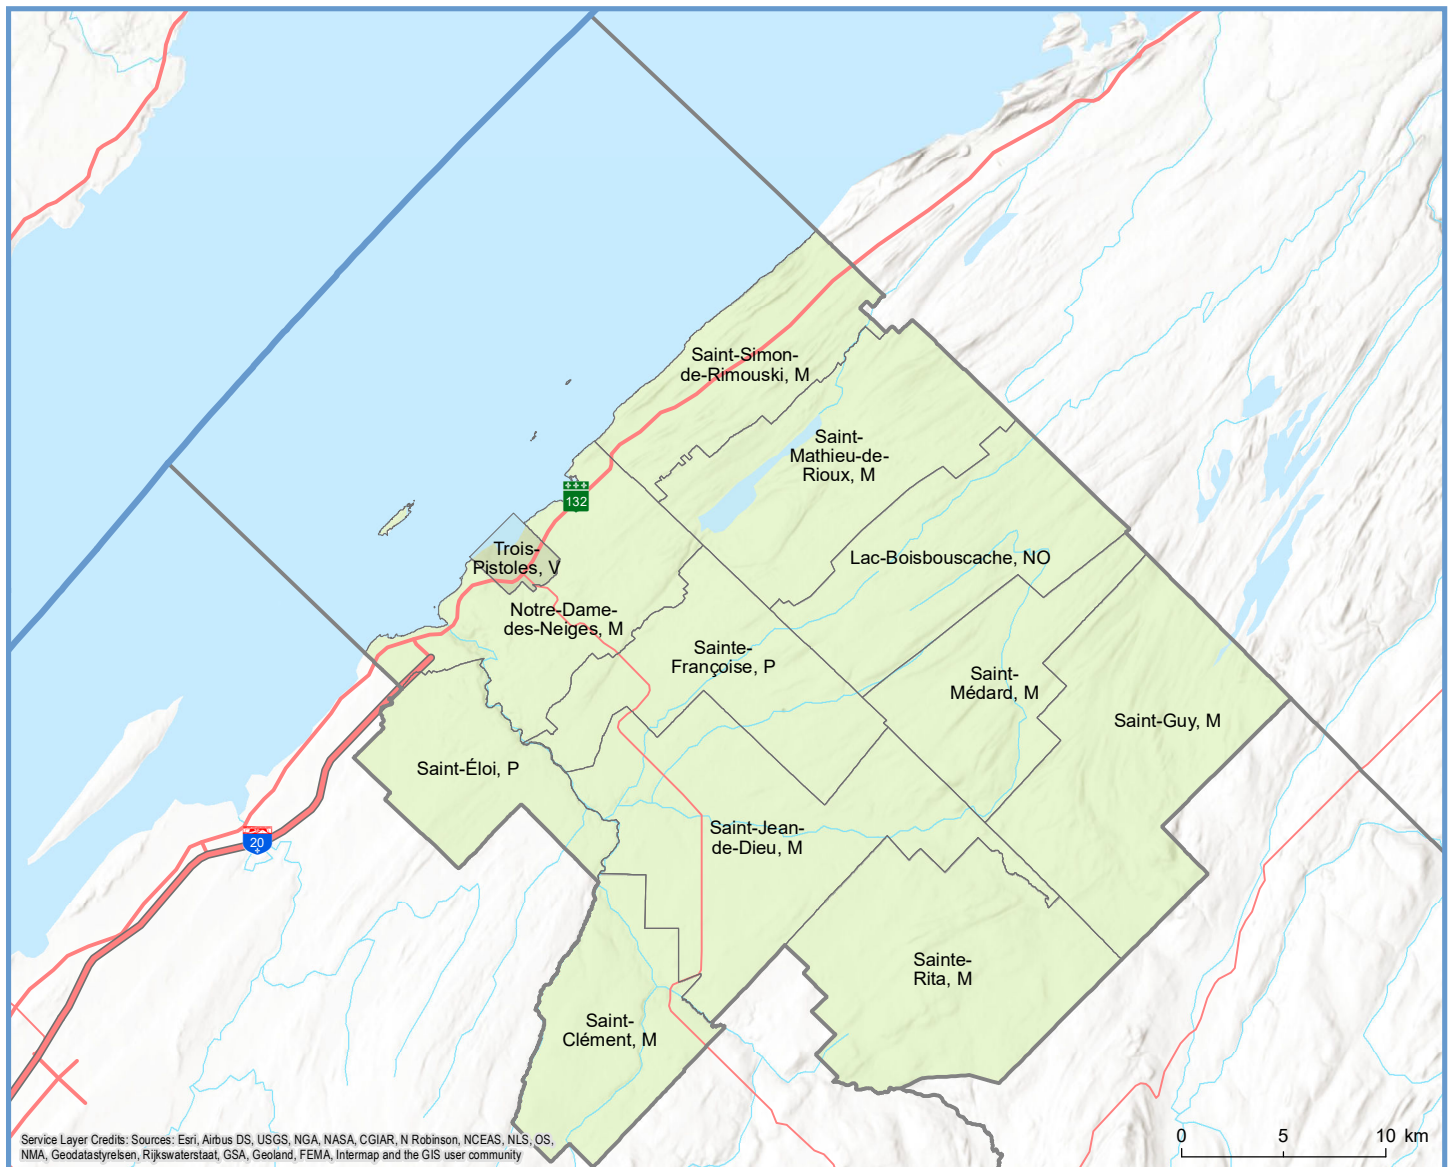 Saint-Simon-
de-Rimouski, M
Saint-
Mathieu-de-
Rioux, M
132
Trois-
Pistoles, V
Lac-Boisbouscache, NO
Notre-Dame-
des-Neiges, M
Sainte-
Françoise, P
Saint-
Médard, M
Saint-Guy, M
Saint-Éloi, P
20
Saint-Jean-
de-Dieu, M
Sainte-
Rita, M
Saint-
Clément, M
0 5 10 km
Service Layer Credits: Sources: Esri, Airbus DS, USGS, NGA, NASA, CGIAR, N Robinson, NCEAS, NLS, OS,
NMA, Geodatastyrelsen, Rijkswaterstaat, GSA, Geoland, FEMA, Intermap and the GIS user community